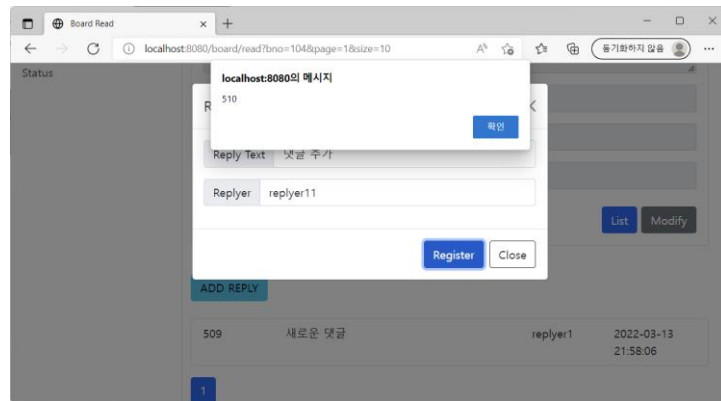 Board Read
localhost:8080/board/read?bno=104&page=1&size=10
동기화하지 않음
Status
localhost:8080의 메시지
510
확인
R
Reply Text 댓글 추가
Replyer replyer11
List Modify
Register Close
ADD REPLY
509 새로운 댓글 replyer1 2022-03-13
21:58:06
1